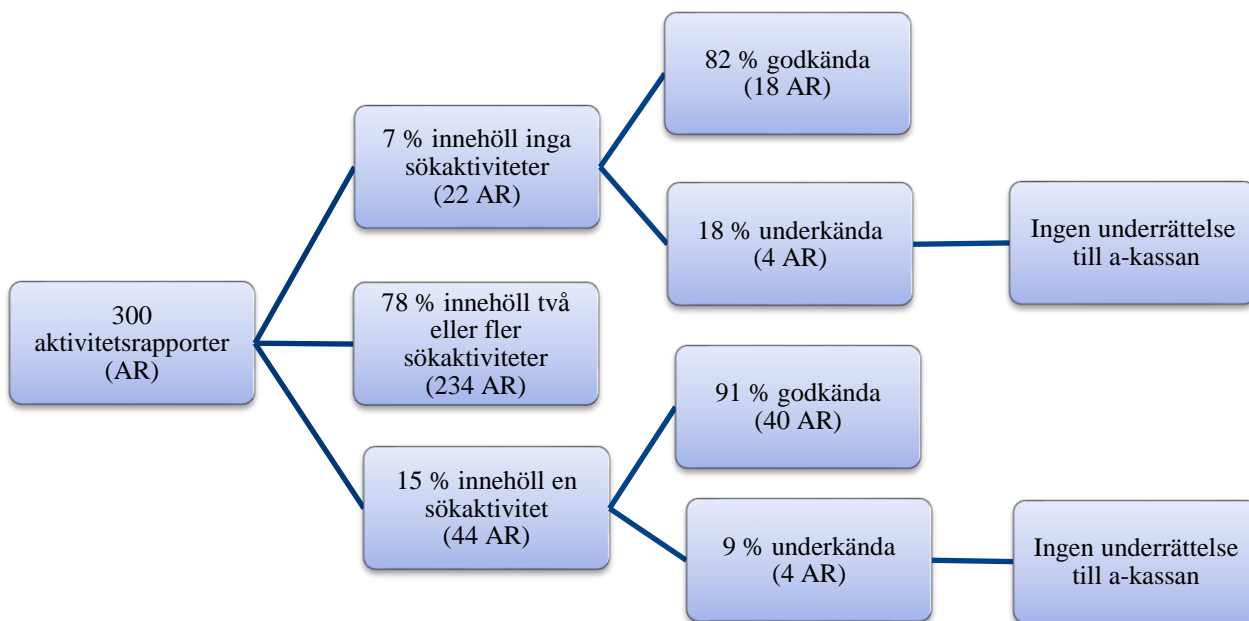 300
aktivitetsrapporter
(AR)
7 % innehöll inga
sökaktiviteter
(22 AR)
82 % godkända
(18 AR)
18 % underkända
(4 AR)
Ingen underrättelse
till a-kassan
78 % innehöll två
eller fler
sökaktiviteter
(234 AR)
15 % innehöll en
sökaktivitet
(44 AR)
91 % godkända
(40 AR)
9 % underkända
(4 AR)
Ingen underrättelse
till a-kassan